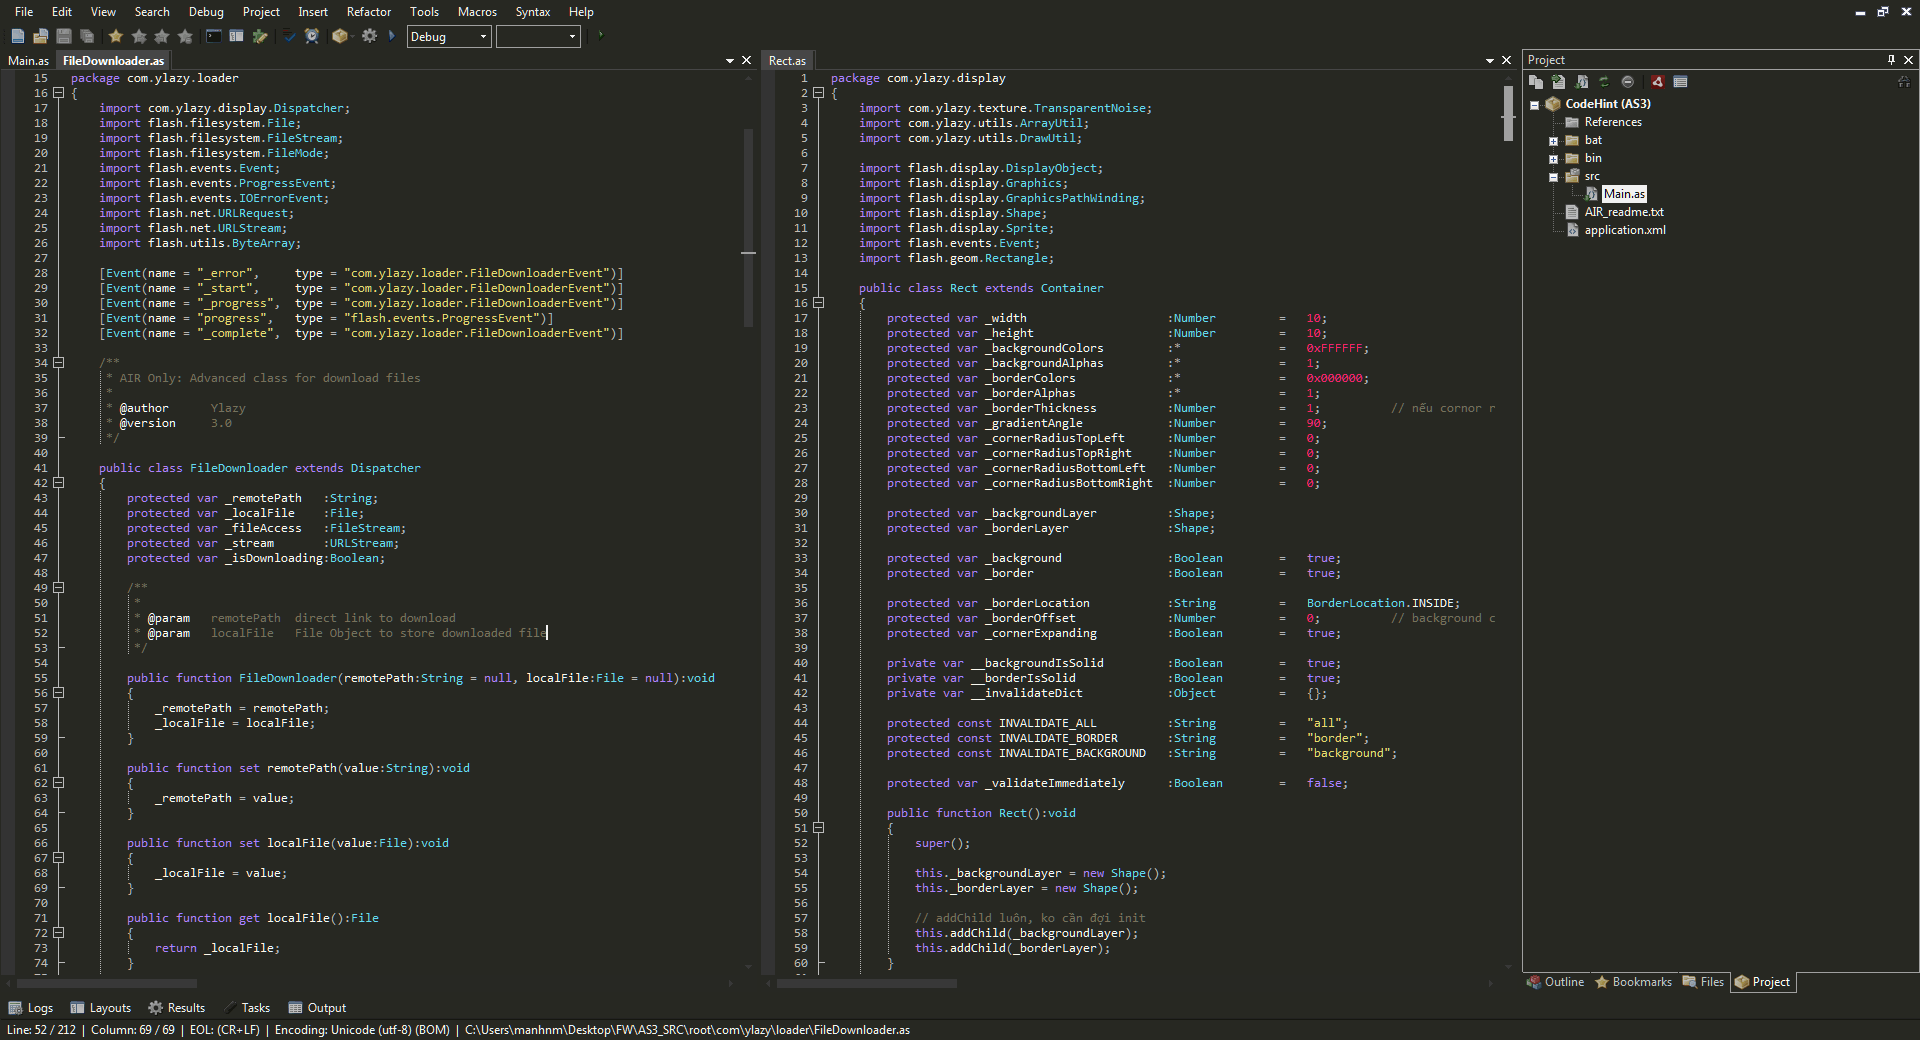 File Edit View Search Debug Project Insert Refactor Tools Macros Syntax Help
Debug
Main.as FileDownloader.as
15 package com.ylazy.loader
16 {
17 import com.ylazy.display.Dispatcher;
18 import flash.filesystem.File;
19 import flash.filesystem.FileStream;
20 import flash.filesystem.FileMode;
21 import flash.events.Event;
22 import flash.events.ProgressEvent;
23 import flash.events.IOErrorEvent;
24 import flash.net.URLRequest;
25 import flash.net.URLStream;
26 import flash.utils.ByteArray;
27
28 [Event(name = "_error", type = "com.ylazy.loader.FileDownloaderEvent")]
29 [Event(name = "_start", type = "com.ylazy.loader.FileDownloaderEvent")]
30 [Event(name = "_progress", type = "com.ylazy.loader.FileDownloaderEvent")]
31 [Event(name = "progress", type = "flash.events.ProgressEvent")]
32 [Event(name = "_complete", type = "com.ylazy.loader.FileDownloaderEvent")]
33
34 /**
35 * AIR Only: Advanced class for download files
36 *
37 * @author Ylazy
38 * @version 3.0
39 */
40
41 public class FileDownloader extends Dispatcher
42 {
43 protected var _remotePath :String;
44 protected var _localFile :File;
45 protected var _fileAccess :FileStream;
46 protected var _stream :URLStream;
47 protected var _isDownloading:Boolean;
48
49 /**
50 *
51 * @param remotePath direct link to download
52 * @param localFile File Object to store downloaded file
53 */
54
55 public function FileDownloader(remotePath:String = null, localFile:File = null):void
56 {
57 _remotePath = remotePath;
58 _localFile = localFile;
59 }
60
61 public function set remotePath(value:String):void
62 {
63 _remotePath = value;
64 }
65
66 public function set localFile(value:File):void
67 {
68 _localFile = value;
69 }
70
71 public function get localFile():File
72 {
73 return _localFile;
74 }
Rect.as
1 package com.ylazy.display
2 {
3 import com.ylazy.texture.TransparentNoise;
4 import com.ylazy.utils.ArrayUtil;
5 import com.ylazy.utils.DrawUtil;
6
7 import flash.display.DisplayObject;
8 import flash.display.Graphics;
9 import flash.display.GraphicsPathWinding;
10 import flash.display.Shape;
11 import flash.display.Sprite;
12 import flash.events.Event;
13 import flash.geom.Rectangle;
14
15 public class Rect extends Container
16 {
17 protected var _width :Number = 10;
18 protected var _height :Number = 10;
19 protected var _backgroundColors :* = 0xFFFFFF;
20 protected var _backgroundAlphas :* = 1;
21 protected var _borderColors :* = 0x000000;
22 protected var _borderAlphas :* = 1;
23 protected var _borderThickness :Number = 1; // nếu cornor r
24 protected var _gradientAngle :Number = 90;
25 protected var _cornerRadiusTopLeft :Number = 0;
26 protected var _cornerRadiusTopRight :Number = 0;
27 protected var _cornerRadiusBottomLeft :Number = 0;
28 protected var _cornerRadiusBottomRight :Number = 0;
29
30 protected var _backgroundLayer :Shape;
31 protected var _borderLayer :Shape;
32
33 protected var _background :Boolean = true;
34 protected var _border :Boolean = true;
35
36 protected var _borderLocation :String = BorderLocation.INSIDE;
37 protected var _borderOffset :Number = 0; // background c
38 protected var _cornerExpanding :Boolean = true;
39
40 private var __backgroundIsSolid :Boolean = true;
41 private var __borderIsSolid :Boolean = true;
42 private var __invalidateDict :Object = {};
43
44 protected const INVALIDATE_ALL :String = "all";
45 protected const INVALIDATE_BORDER :String = "border";
46 protected const INVALIDATE_BACKGROUND :String = "background";
47
48 protected var _validateImmediately :Boolean = false;
49
50 public function Rect():void
51 {
52 super();
53
54 this._backgroundLayer = new Shape();
55 this._borderLayer = new Shape();
56
57 // addChild luôn, ko cần đợi init
58 this.addChild(_backgroundLayer);
59 this.addChild(_borderLayer);
60 }
Project
CodeHint (AS3)
References
bat
bin
src
Main.as
AIR_readme.txt
application.xml
Outline Bookmarks Files Project
Logs Layouts Results Tasks Output
Line: 52 / 212 | Column: 69 / 69 | EOL: (CR+LF) | Encoding: Unicode (utf-8) (BOM) | C:\Users\manhnm\Desktop\FW\AS3_SRC\root\com\ylazy\loader\FileDownloader.as